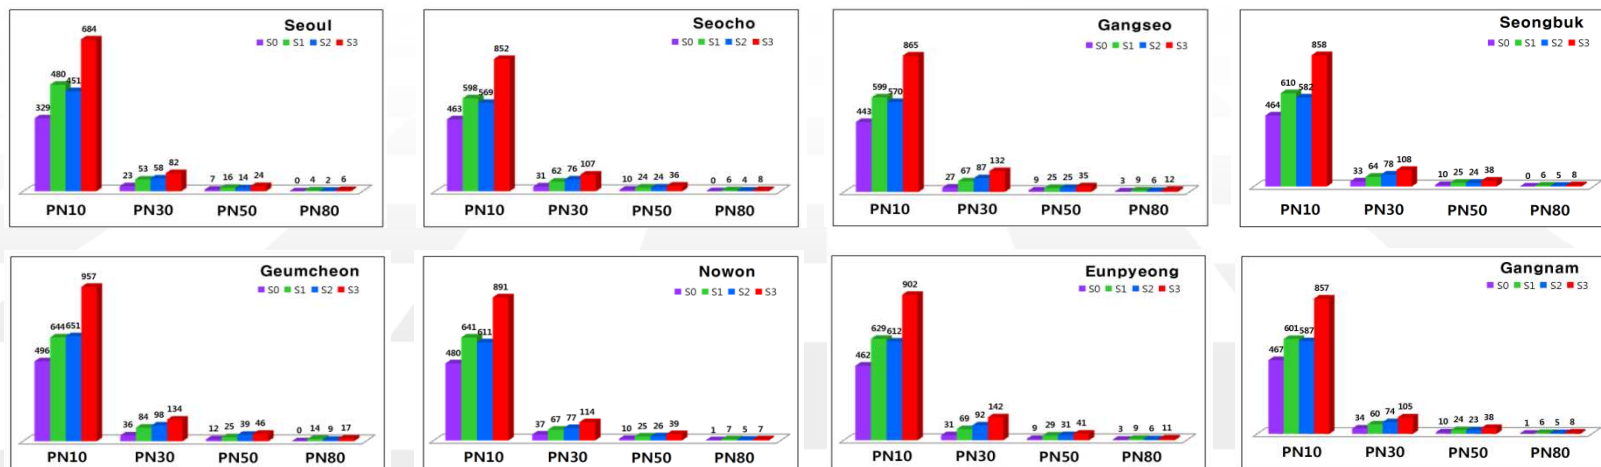 Seoul
S0 S1 S2 S3
329 480 451 684
23 53 58 82
7 16 14 24
0 4 2 6
PN10 PN30 PN50 PN80
Seocho
S0 S1 S2 S3
463 598 569 852
31 62 76 107
10 24 24 36
0 6 4 8
PN10 PN30 PN50 PN80
Gangseo
S0 S1 S2 S3
443 599 570 865
27 67 87 132
9 25 25 35
3 9 6 12
PN10 PN30 PN50 PN80
Seongbuk
S0 S1 S2 S3
464 610 582 858
33 64 78 108
10 25 24 38
0 6 5 8
PN10 PN30 PN50 PN80
Geumcheon
S0 S1 S2 S3
496 644 651 957
36 84 98 134
12 25 39 46
0 14 9 17
PN10 PN30 PN50 PN80
Nowon
S0 S1 S2 S3
480 641 611 891
37 67 77 114
10 25 26 39
1 7 5 7
PN10 PN30 PN50 PN80
Eunpyeong
S0 S1 S2 S3
462 629 612 902
31 69 92 142
9 29 31 41
3 9 6 11
PN10 PN30 PN50 PN80
Gangnam
S0 S1 S2 S3
467 601 587 857
34 60 74 105
10 24 23 38
1 6 5 8
PN10 PN30 PN50 PN80